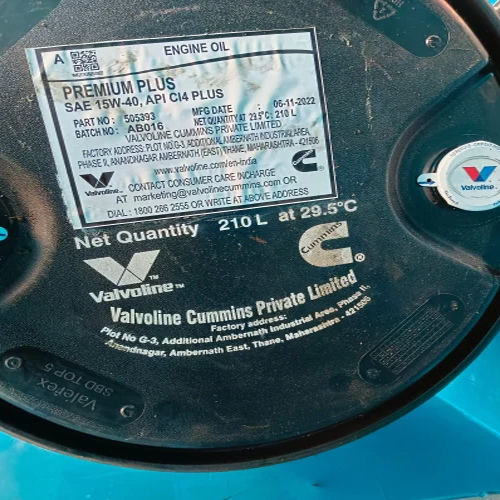 A
ENGINE OIL
PREMIUM PLUS
SAE 15W-40, API CI4 PLUS
PART NO : 505393 MFG DATE : 06-11-2022
BATCH NO : AB016 NET QUANTITY AT 29.5°C : 210 L
VALVOLINE CUMMINS PRIVATE LIMITED
FACTORY ADDRESS: PLOT NO G-3, ADDITIONAL AMBERNATH INDUSTRIAL AREA,
PHASE II, ANANDNAGAR, AMBERNATH (EAST) THANE, MAHARASHTRA - 421506
www.valvoline.com/en-india
CONTACT CONSUMER CARE INCHARGE
AT marketing@valvolinecummins.com OR
DIAL : 1800 266 2555 OR WRITE AT ABOVE ADDRESS
Valvoline™
Net Quantity 210 L at 29.5°C
Valvoline™
Cummins®
Valvoline Cummins Private Limited
Factory address:
Plot No G-3, Additional Ambernath Industrial Area, Phase II,
Anendnagar, Ambernath East, Thane, Maharashtra - 421506
Valerex
SBD TOP 5
Valvoline